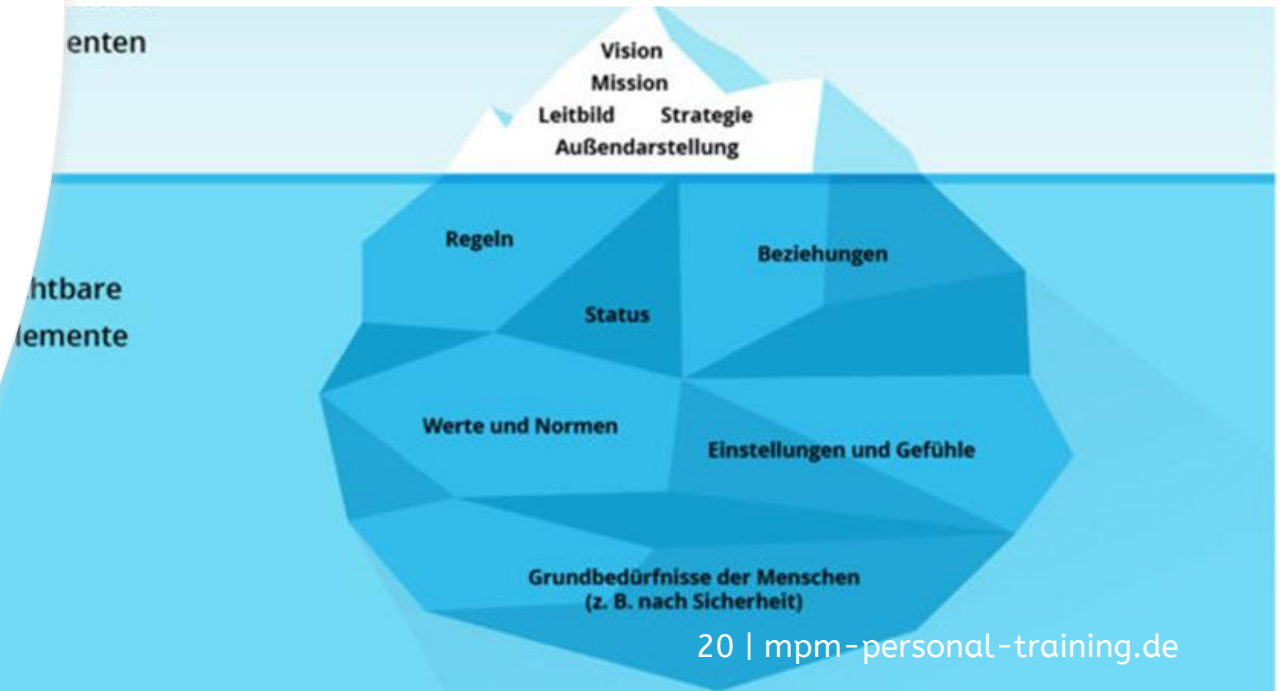 enten
Vision
Mission
Leitbild Strategie
Außendarstellung
htbare
lemente
Regeln
Beziehungen
Status
Werte und Normen
Einstellungen und Gefühle
Grundbedürfnisse der Menschen
(z. B. nach Sicherheit)
20 | mpm-personal-training.de